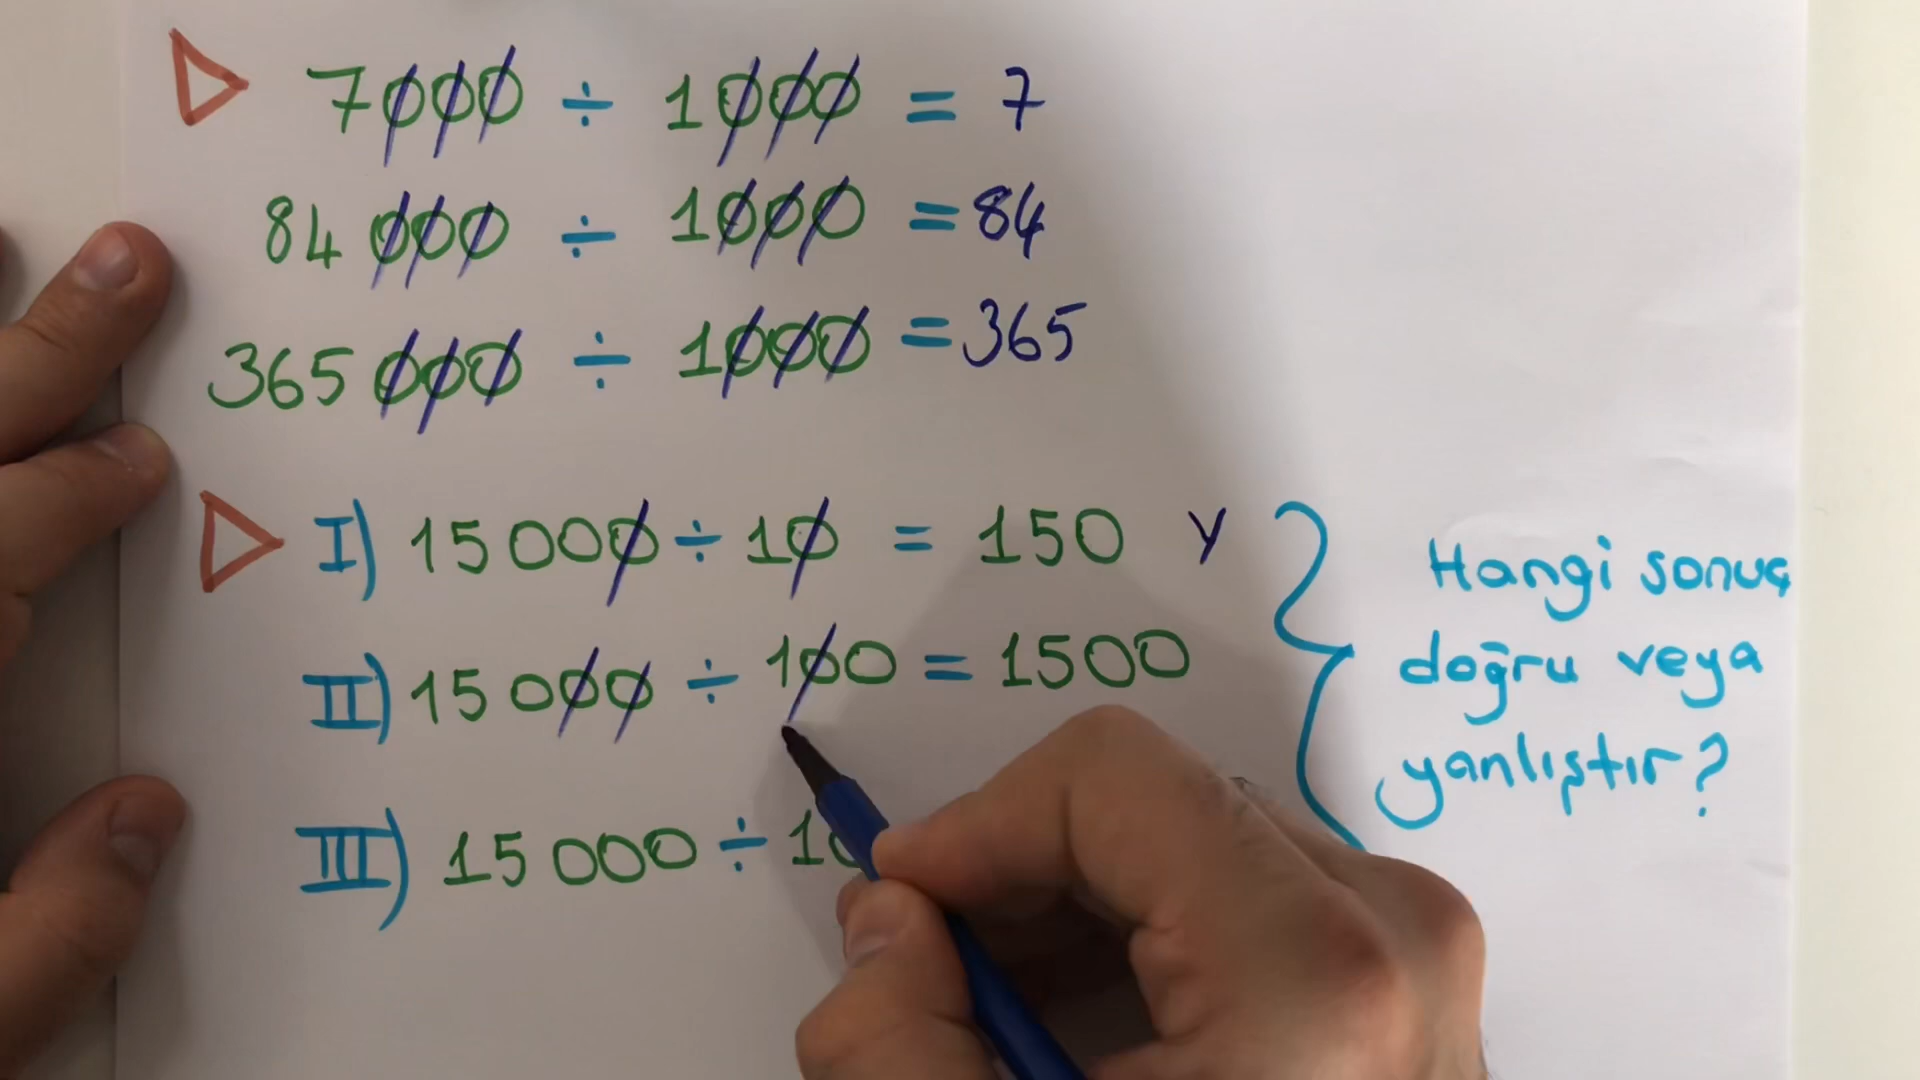 7000 ÷ 1000 = 7
84 000 ÷ 1000 = 84
365 000 ÷ 1000 = 365
I) 15 000 ÷ 10 = 150 Y
II) 15 000 ÷ 100 = 1500
III) 15 000 ÷ 10
Hangi sonuç
doğru veya
yanlıştır?